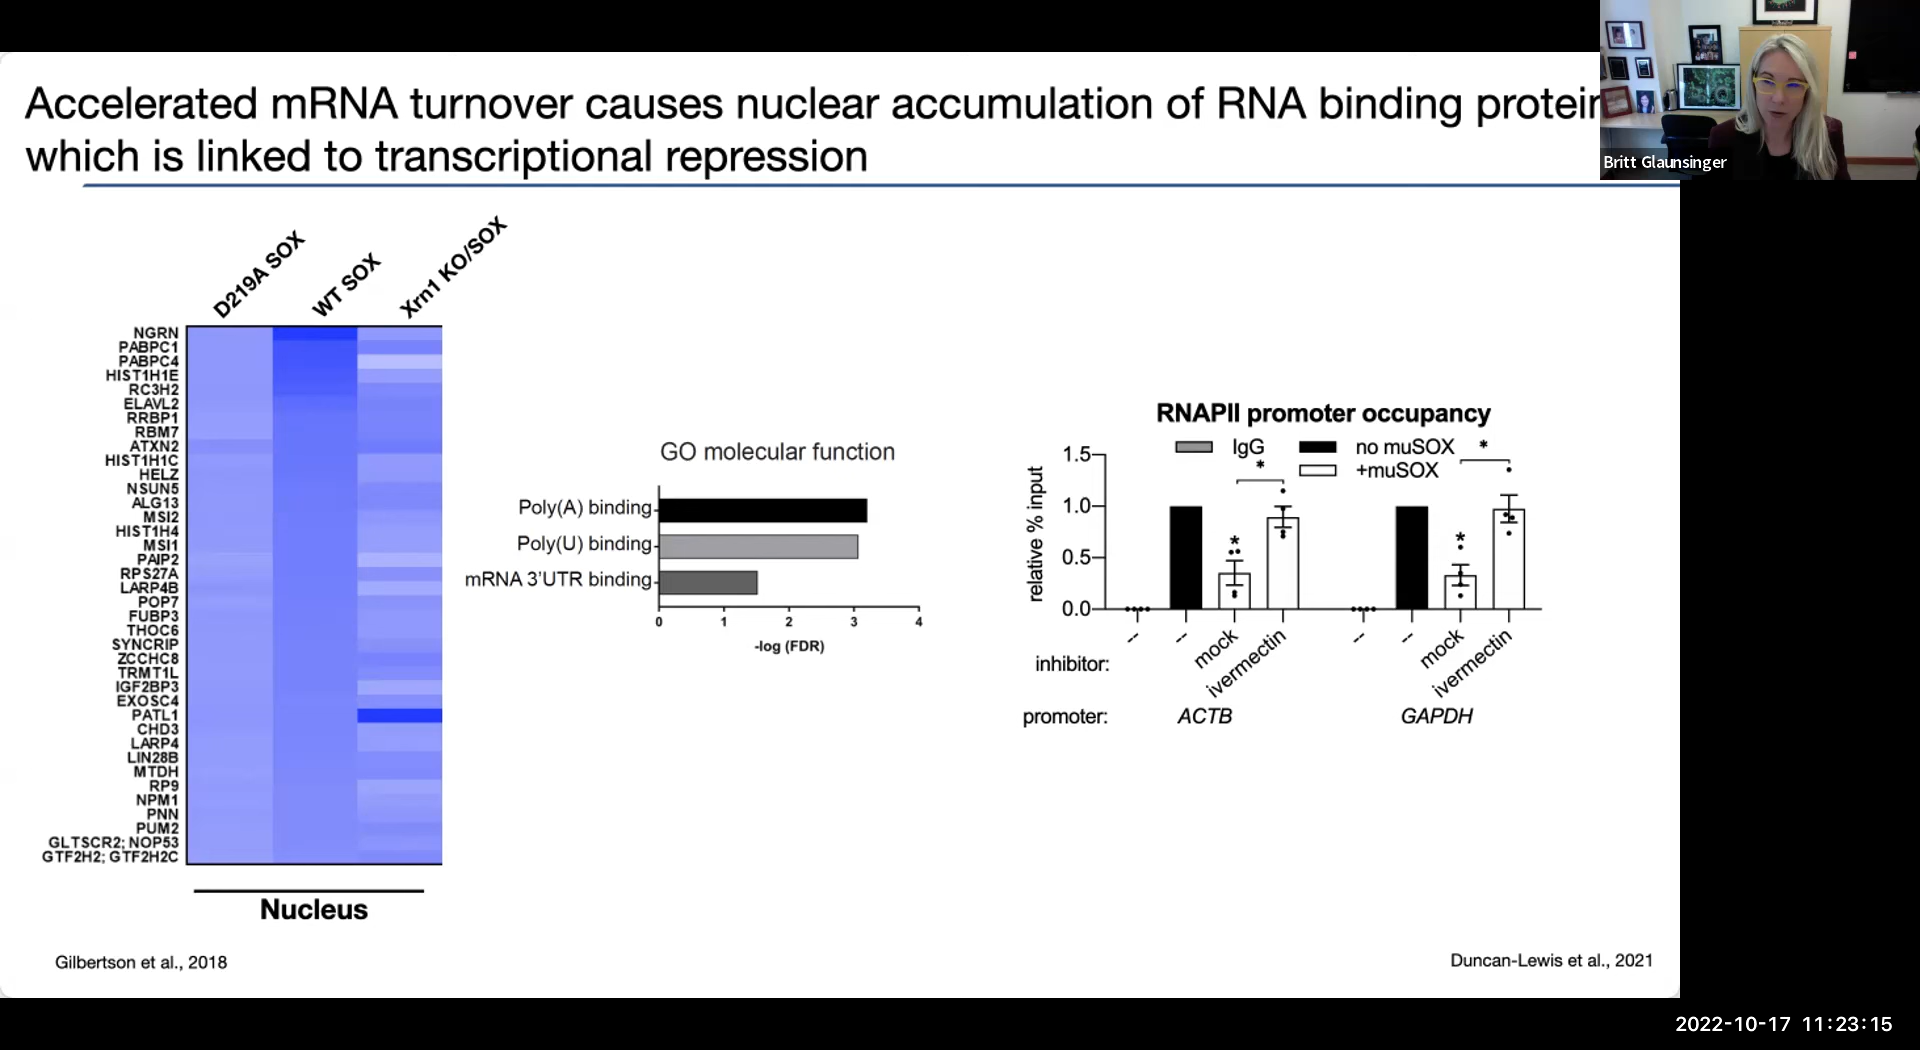 Accelerated mRNA turnover causes nuclear accumulation of RNA binding protein
which is linked to transcriptional repression
Britt Glaunsinger
D219A SOX
WT SOX
Xrn1 KO/SOX
NGRN
PABPC1
PABPC4
HIST1H1E
RC3H2
ELAVL2
RRBP1
RBM7
ATXN2
HIST1H1C
HELZ
NSUN5
ALG13
MSI2
HIST1H4
MSI1
PAIP2
RPS27A
LARP4B
POP7
FUBP3
THOC6
SYNCRIP
ZCCHC8
TRMT1L
IGF2BP3
EXOSC4
PATL1
CHD3
LARP4
LIN28B
MTDH
RP9
NPM1
PNN
PUM2
GLTSCR2; NOP53
GTF2H2; GTF2H2C
Nucleus
Gilbertson et al., 2018
GO molecular function
Poly(A) binding
Poly(U) binding
mRNA 3’UTR binding
0 1 2 3 4
-log (FDR)
RNAPII promoter occupancy
IgG no muSOX *
* +muSOX
relative % input
1.5
1.0
0.5
0.0
* *
-- -- mock ivermectin -- -- mock ivermectin
inhibitor:
promoter: ACTB GAPDH
Duncan-Lewis et al., 2021
2022-10-17 11:23:15